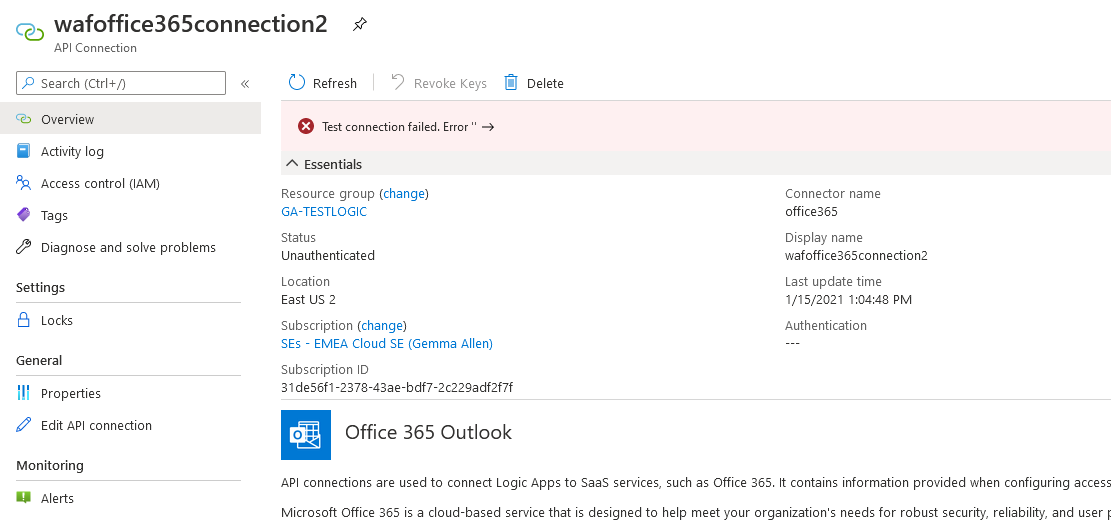 wafoffice365connection2
API Connection
Search (Ctrl+/)
«
Overview
Activity log
Access control (IAM)
Tags
Diagnose and solve problems
Settings
Locks
General
Properties
Edit API connection
Monitoring
Alerts
Refresh
Revoke Keys
Delete
Test connection failed. Error '' →
Essentials
Resource group (change)
GA-TESTLOGIC
Status
Unauthenticated
Location
East US 2
Subscription (change)
SEs - EMEA Cloud SE (Gemma Allen)
Subscription ID
31de56f1-2378-43ae-bdf7-2c229adf2f7f
Connector name
office365
Display name
wafoffice365connection2
Last update time
1/15/2021 1:04:48 PM
Authentication
---
Office 365 Outlook
API connections are used to connect Logic Apps to SaaS services, such as Office 365. It contains information provided when configuring access
Microsoft Office 365 is a cloud-based service that is designed to help meet your organization's needs for robust security, reliability, and user p